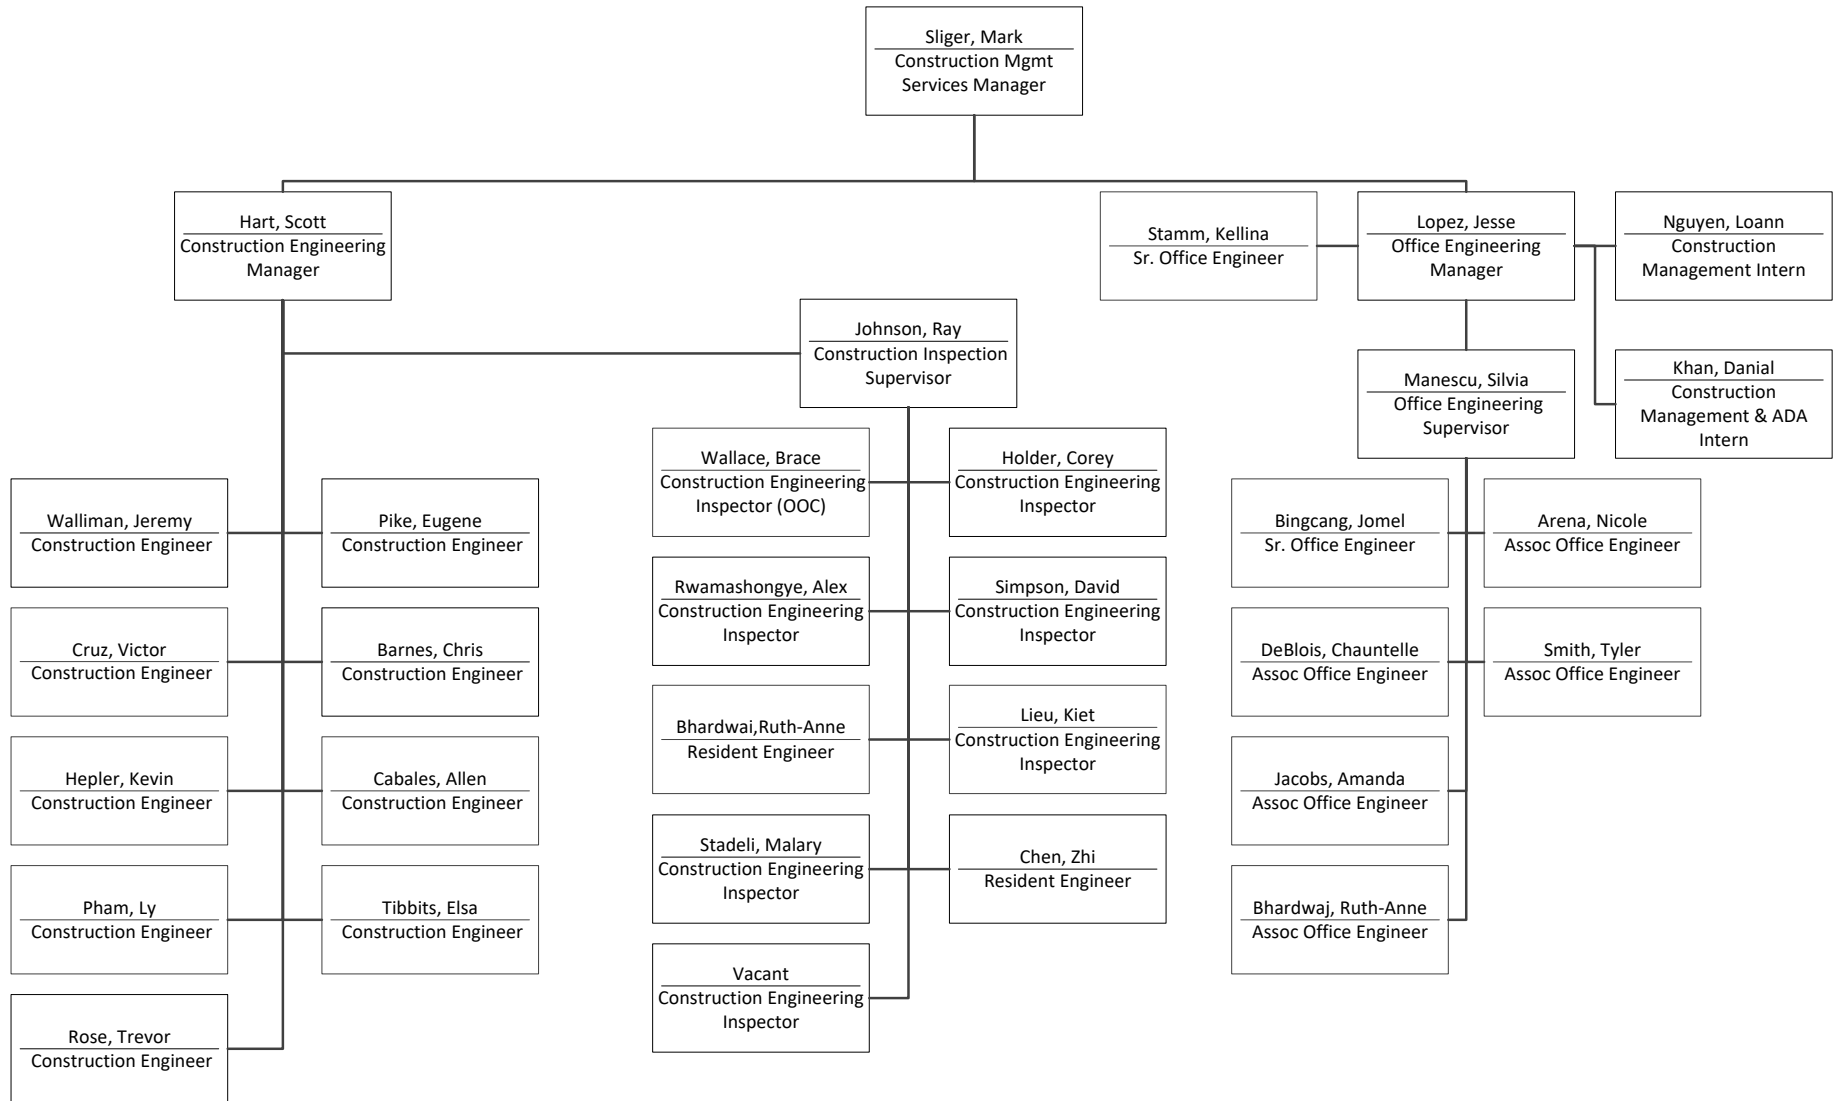 Sliger, Mark
Construction Mgmt
Services Manager
Hart, Scott
Construction Engineering
Manager
Stamm, Kellina
Sr. Office Engineer
Lopez, Jesse
Office Engineering
Manager
Nguyen, Loann
Construction
Management Intern
Johnson, Ray
Construction Inspection
Supervisor
Manescu, Silvia
Office Engineering
Supervisor
Khan, Danial
Construction
Management & ADA
Intern
Walliman, Jeremy
Construction Engineer
Pike, Eugene
Construction Engineer
Cruz, Victor
Construction Engineer
Barnes, Chris
Construction Engineer
Hepler, Kevin
Construction Engineer
Cabales, Allen
Construction Engineer
Pham, Ly
Construction Engineer
Tibbits, Elsa
Construction Engineer
Rose, Trevor
Construction Engineer
Wallace, Brace
Construction Engineering
Inspector (OOC)
Holder, Corey
Construction Engineering
Inspector
Rwamashongye, Alex
Construction Engineering
Inspector
Simpson, David
Construction Engineering
Inspector
Bhardwai,Ruth-Anne
Resident Engineer
Lieu, Kiet
Construction Engineering
Inspector
Stadeli, Malary
Construction Engineering
Inspector
Chen, Zhi
Resident Engineer
Vacant
Construction Engineering
Inspector
Bingcang, Jomel
Sr. Office Engineer
Arena, Nicole
Assoc Office Engineer
DeBlois, Chauntelle
Assoc Office Engineer
Smith, Tyler
Assoc Office Engineer
Jacobs, Amanda
Assoc Office Engineer
Bhardwaj, Ruth-Anne
Assoc Office Engineer